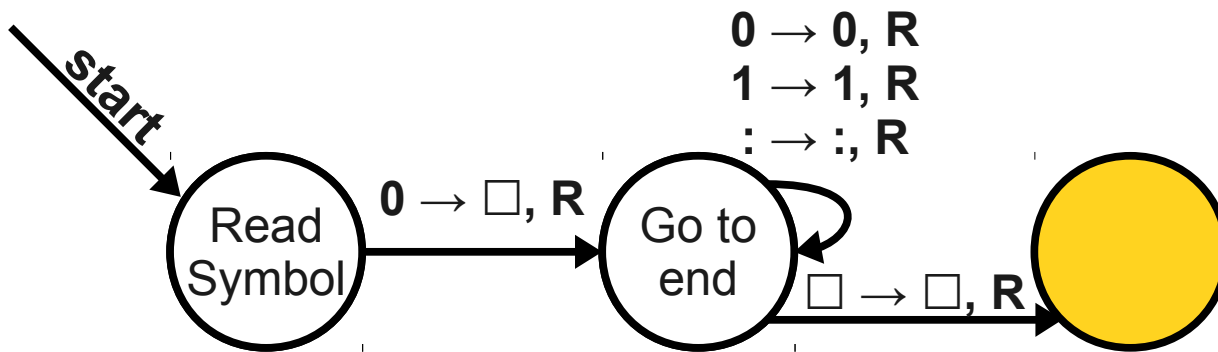 start
0 → 0, R
1 → 1, R
: → :, R
Read
Symbol
0 → □, R
Go to
end
□ → □, R